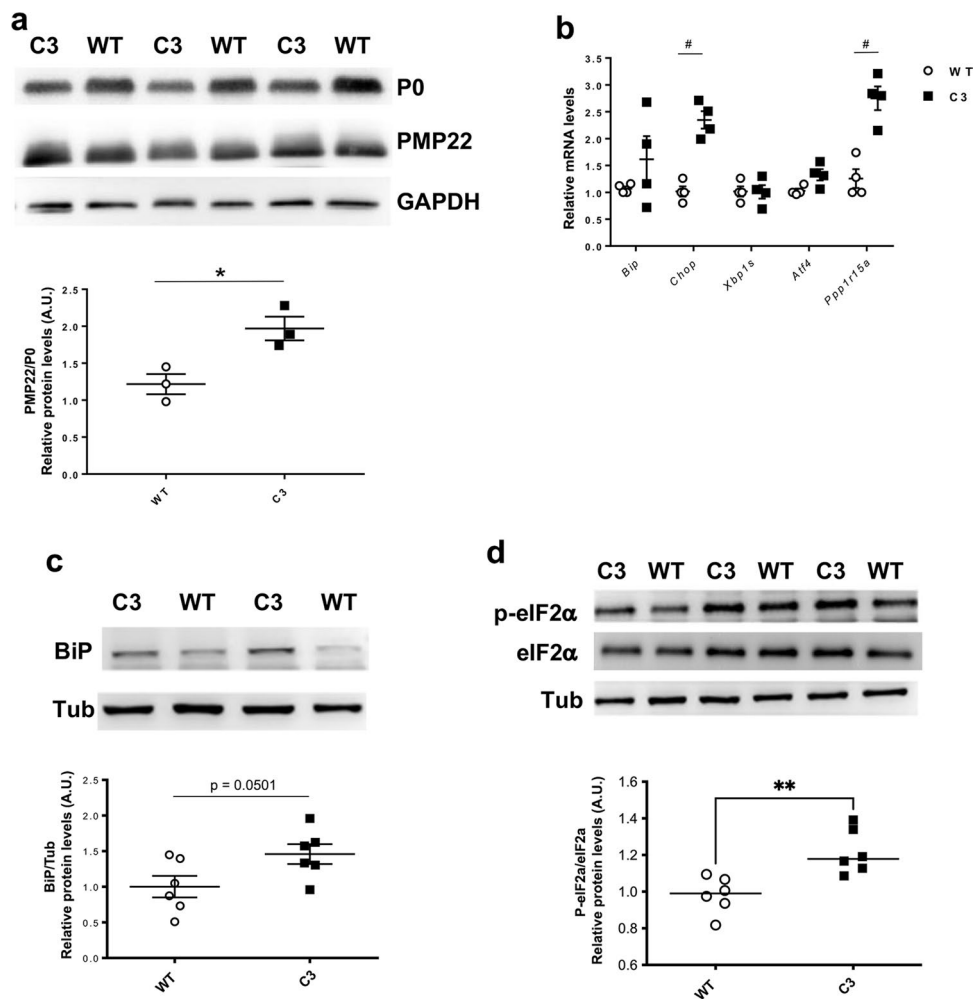 a
C3 WT C3 WT C3 WT
P0
PMP22
GAPDH
*
2.5
2.0
1.5
1.0
0.5
0.0
PMP22/P0
Relative protein levels (A.U.)
WT C3
b
# #
WT
C3
3.5
3.0
2.5
2.0
1.5
1.0
0.5
0.0
Relative mRNA levels
Bip Chop Xbp1s Atf4 Ppp1r15a
c
C3 WT C3 WT
BiP
Tub
p = 0.0501
2.5
2.0
1.5
1.0
0.5
0.0
BiP/Tub
Relative protein levels (A.U.)
WT C3
d
C3 WT C3 WT C3 WT
p-eIF2α
eIF2α
Tub
**
1.6
1.4
1.2
1.0
0.8
0.6
P-eIF2a/eIF2a
Relative protein levels (A.U.)
WT C3